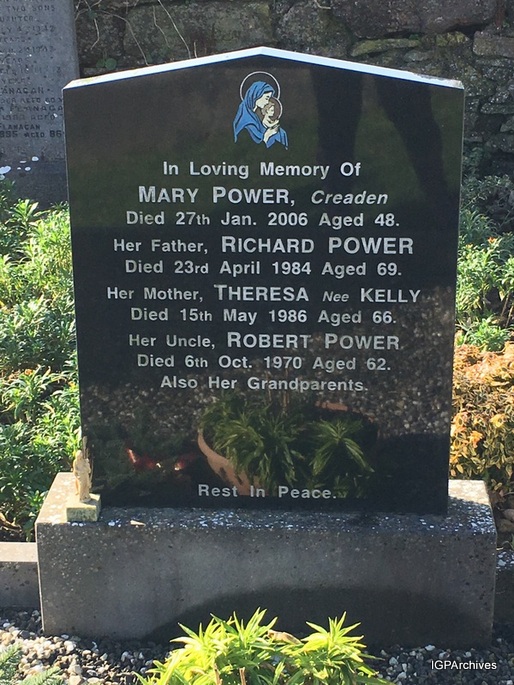 TWO SONS
In Loving Memory Of
MARY POWER, Creaden
Died 27th Jan. 2006 Aged 48.
Her Father, RICHARD POWER
Died 23rd April 1984 Aged 69.
Her Mother, THERESA Nee KELLY
Died 15th May 1986 Aged 66.
Her Uncle, ROBERT POWER
Died 6th Oct. 1970 Aged 62.
Also Her Grandparents.
Rest In Peace.
IGPArchives